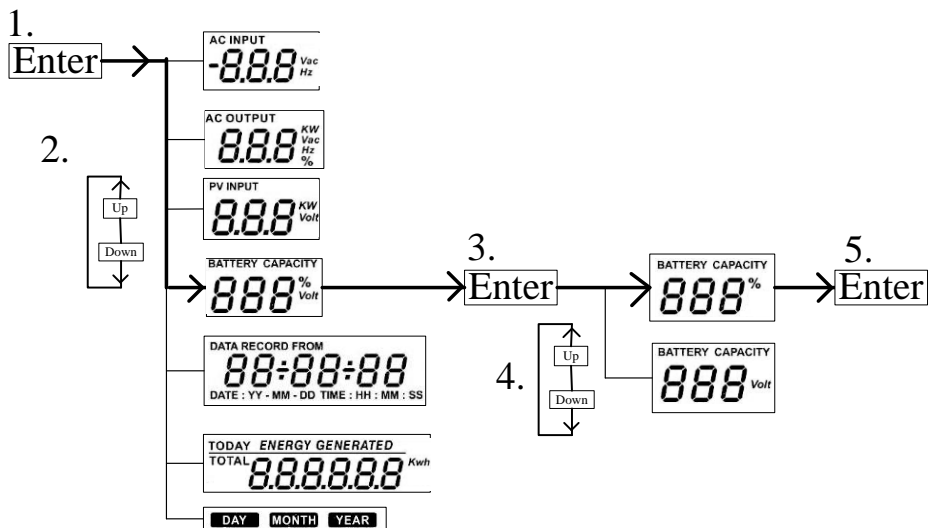 1.
Enter
AC INPUT
-8.8.8 Vac
Hz
AC OUTPUT
8.8.8 KW
Vac
Hz
%
2.
PV INPUT
8.8.8 KW
Volt
Up
Down
BATTERY CAPACITY
888 %
Volt
3.
Enter
BATTERY CAPACITY
888 %
5.
Enter
4.
Up
Down
BATTERY CAPACITY
888 Volt
DATA RECORD FROM
88÷88÷88
DATE : YY - MM - DD TIME : HH : MM : SS
TODAY ENERGY GENERATED
TOTAL 8.8.8.8.8.8 Kwh
DAY MONTH YEAR